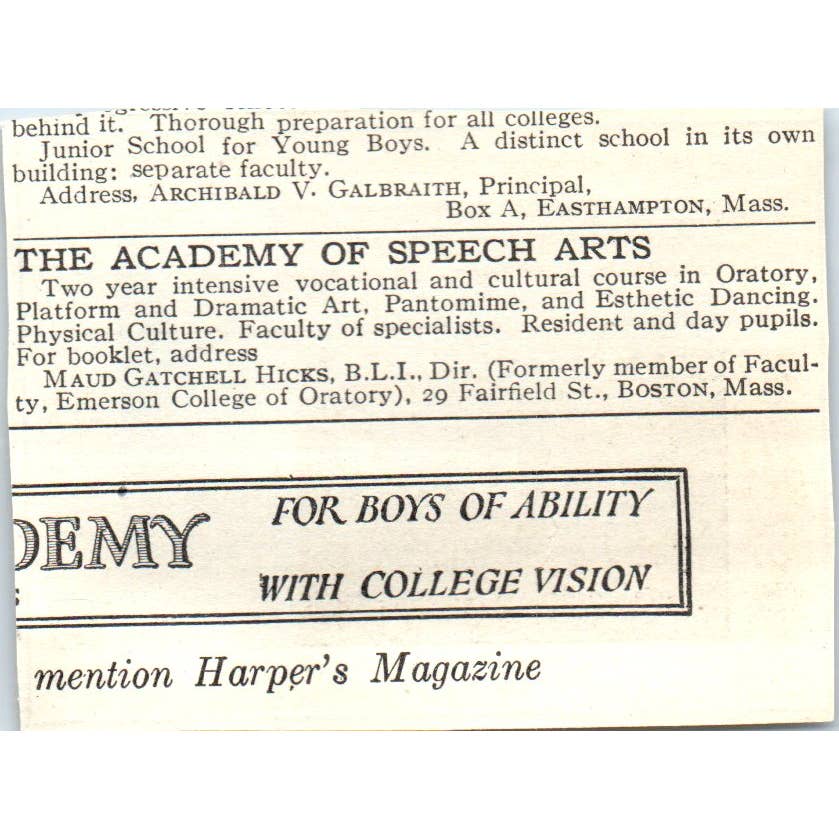 behind it. Thorough preparation for all colleges.
Junior School for Young Boys. A distinct school in its own
building: separate faculty.
Address, ARCHIBALD V. GALBRAITH, Principal,
Box A, EASTHAMPTON, Mass.
THE ACADEMY OF SPEECH ARTS
Two year intensive vocational and cultural course in Oratory,
Platform and Dramatic Art, Pantomime, and Esthetic Dancing.
Physical Culture. Faculty of specialists. Resident and day pupils.
For booklet, address
MAUD GATCHELL HICKS, B.L.I., Dir. (Formerly member of Facul-
ty, Emerson College of Oratory), 29 Fairfield St., BOSTON, Mass.
DEMY
FOR BOYS OF ABILITY
WITH COLLEGE VISION
mention Harper's Magazine